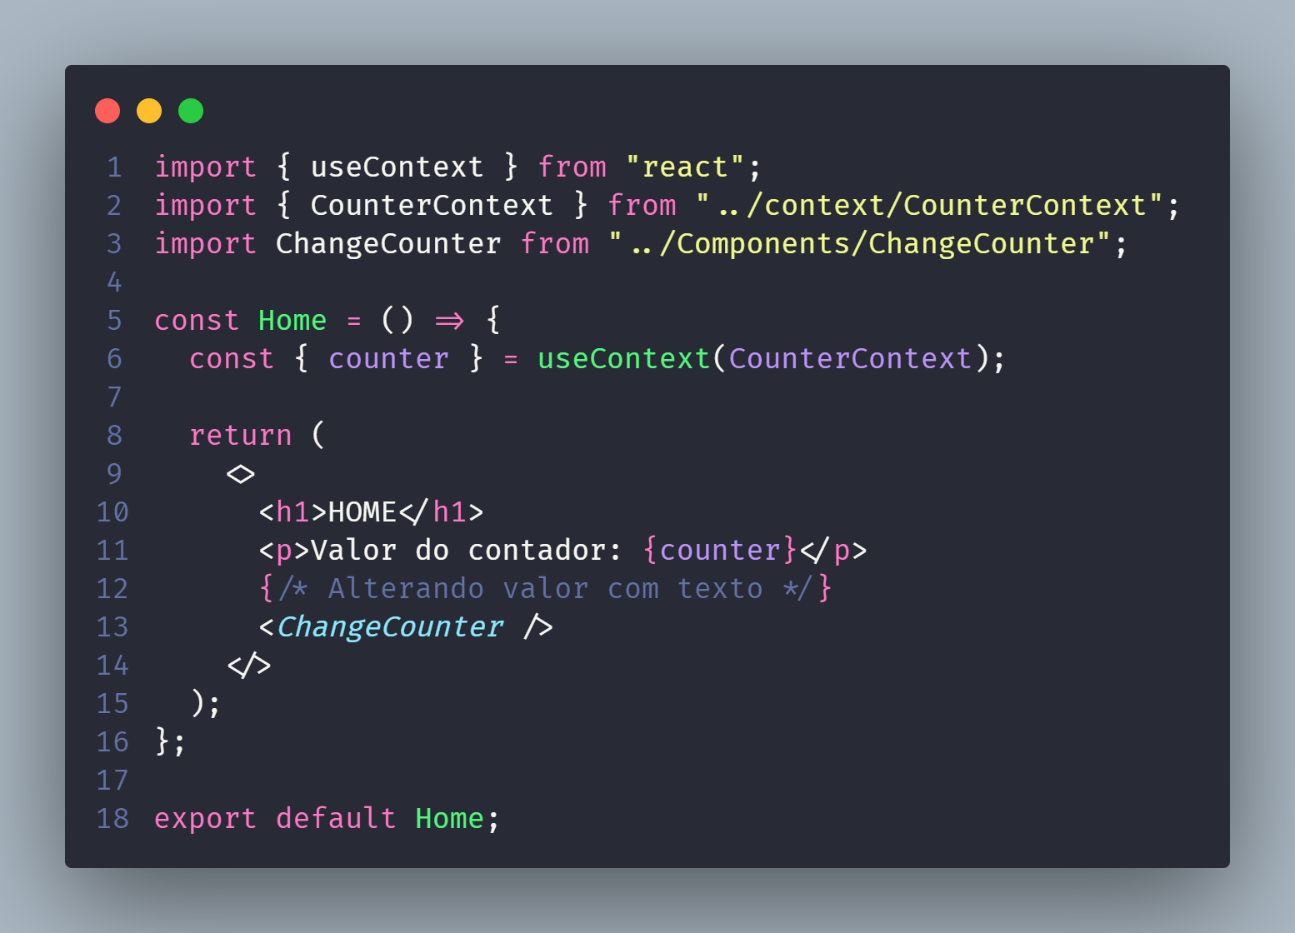 1 import { useContext } from "react";
2 import { CounterContext } from "../context/CounterContext";
3 import ChangeCounter from "../Components/ChangeCounter";
4
5 const Home = () => {
6   const { counter } = useContext(CounterContext);
7
8   return (
9     <>
10       <h1>HOME</h1>
11       <p>Valor do contador: {counter}</p>
12       {/* Alterando valor com texto */}
13       <ChangeCounter />
14     </>
15   );
16 };
17
18 export default Home;